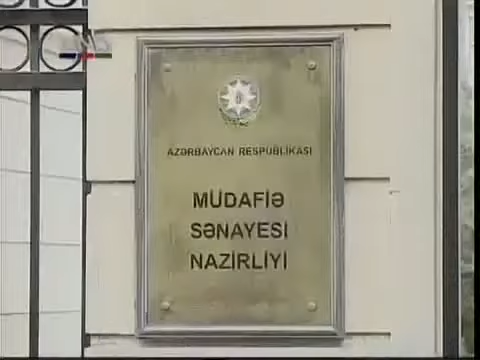 AZƏRBAYCAN RESPUBLİKASI
MÜDAFİƏ
SƏNAYESİ
NAZİRLİYİ